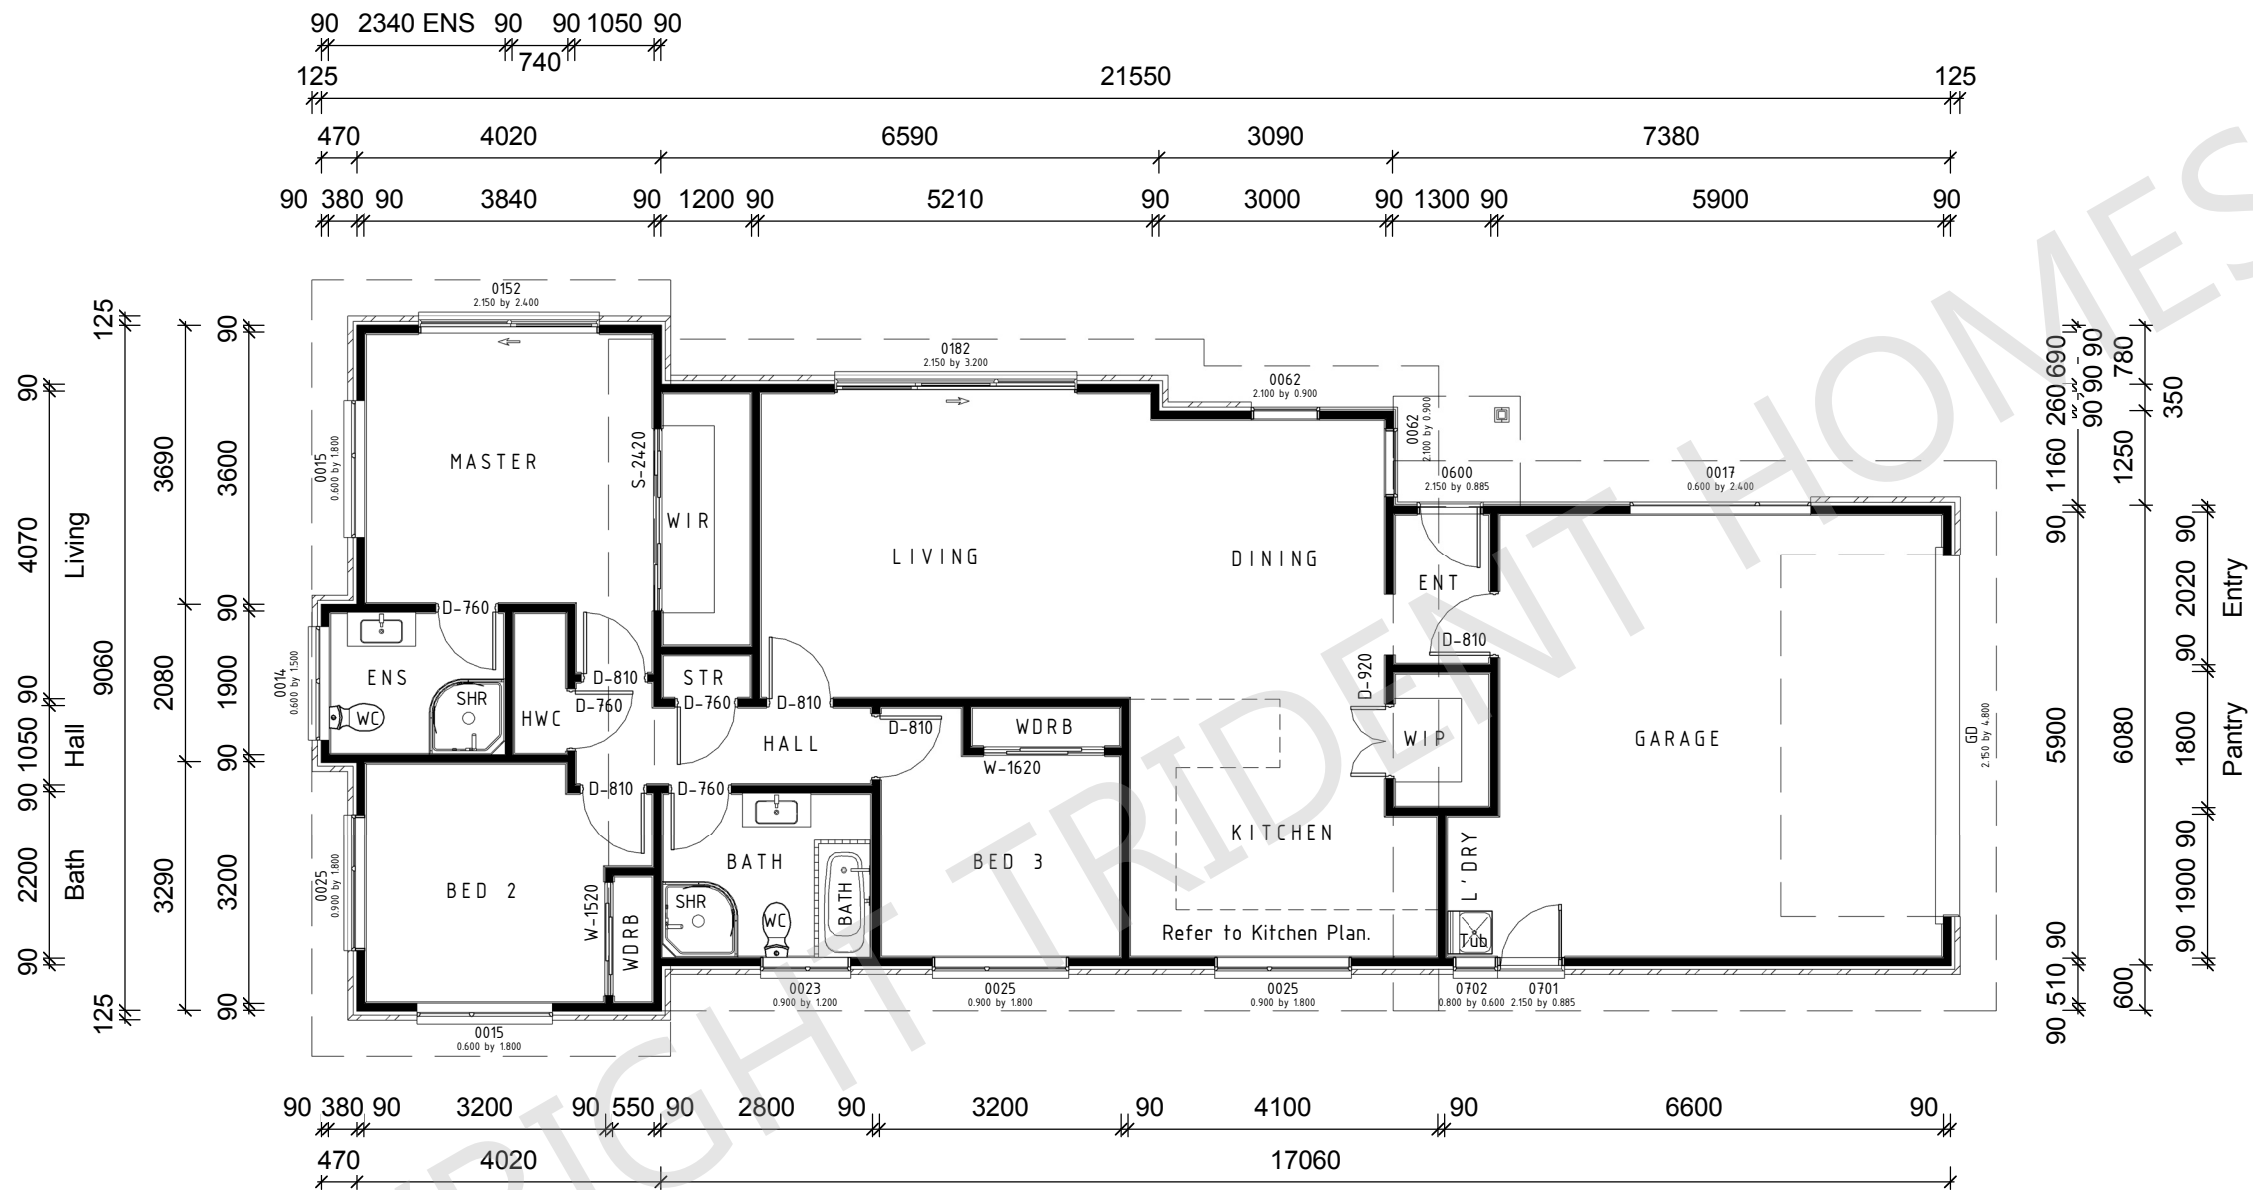 90 2340 ENS 90 90 1050 90
740
125 21550 125
470 4020 6590 3090 7380
90 380 90 3840 90 1200 90 5210 90 3000 90 1300 90 5900 90
0152
2.150 by 2.400
0182
2.150 by 3.200
0062
2.100 by 0.900
0062
2.100 by 0.900
0600
2.150 by 0.885
0017
0.600 by 2.400
0015
0.600 by 1.800
MASTER
S-2420
WIR
LIVING
DINING
ENT
D-810
D-760
ENS
WC
SHR
0014
0.600 by 1.500
HWC
D-810
D-760
STR
D-760
D-810
HALL
D-810
WDRB
W-1620
D-920
WIP
GARAGE
GD
2.150 by 4.800
D-810
D-760
BED 2
0025
0.900 by 1.800
W-1520
WDRB
BATH
SHR
WC
BATH
BED 3
KITCHEN
Refer to Kitchen Plan.
L'DRY
Tub
0015
0.600 by 1.800
0023
0.900 by 1.200
0025
0.900 by 1.800
0025
0.900 by 1.800
0702
0.800 by 0.600
0701
2.150 by 0.885
90 4070 90 1050 90 2200 90
Living
Hall
Bath
125 9060 125
3690 2080 3290
90 3600 90 1900 90 3200 90
690 90 260 90 1160 90 5900 90 510 90
90 90
780 350 1250 6080 600
90 2020 90 1800 90 1900 90
Entry
Pantry
90 380 90 3200 90 550 90 2800 90 3200 90 4100 90 6600 90
470 4020 17060
RIGHT TRIDENT HOMES